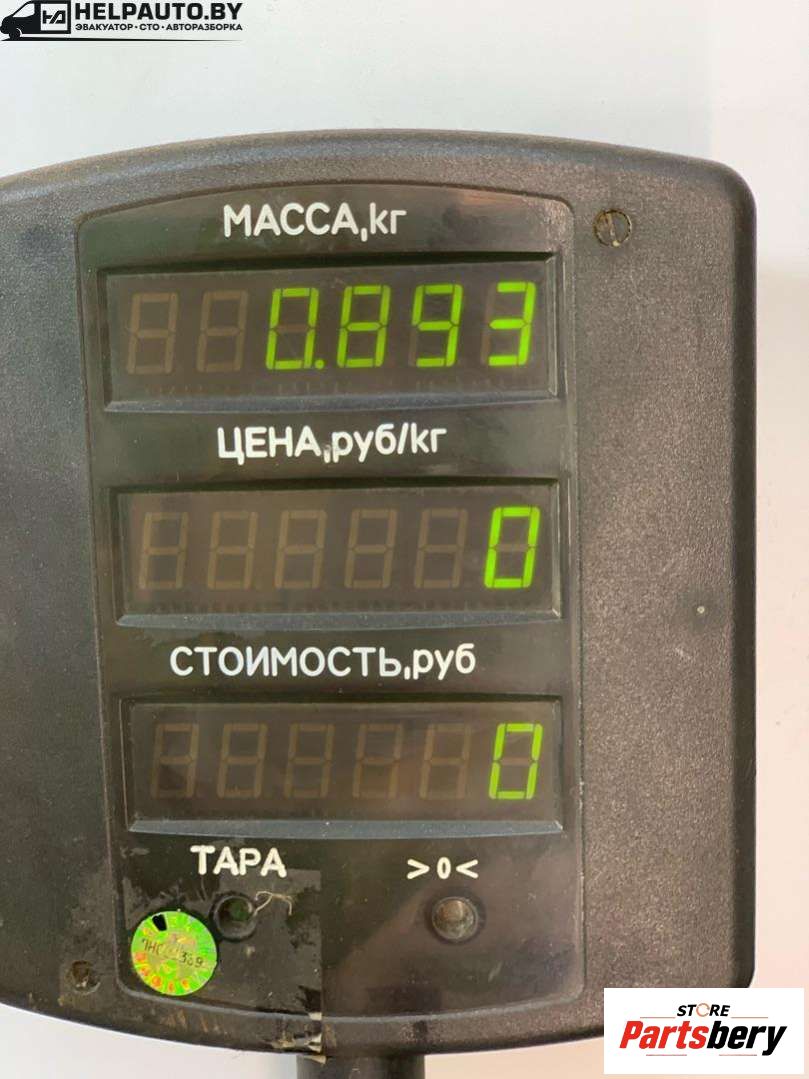 HELPAUTO.BY
ЭВАКУАТОР•СТО•АВТОРАЗБОРКА
МАССА,кг
0.893
ЦЕНА,руб/кг
0
СТОИМОСТЬ,руб
0
ТАРА >0<
STORE
Partsbery